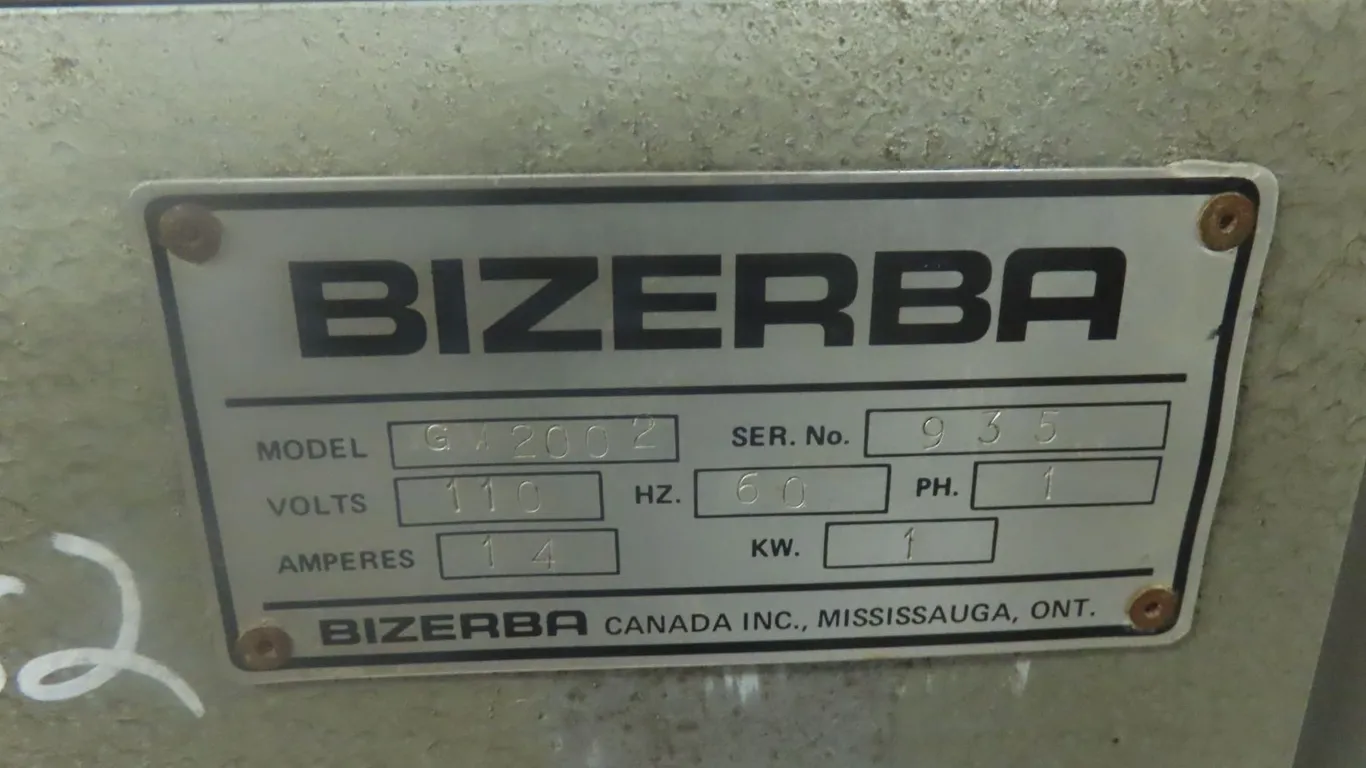 BIZERBA
MODEL GW2002 SER. No. 935
VOLTS 110 HZ. 60 PH. 1
AMPERES 14 KW. 1
BIZERBA CANADA INC., MISSISSAUGA, ONT.